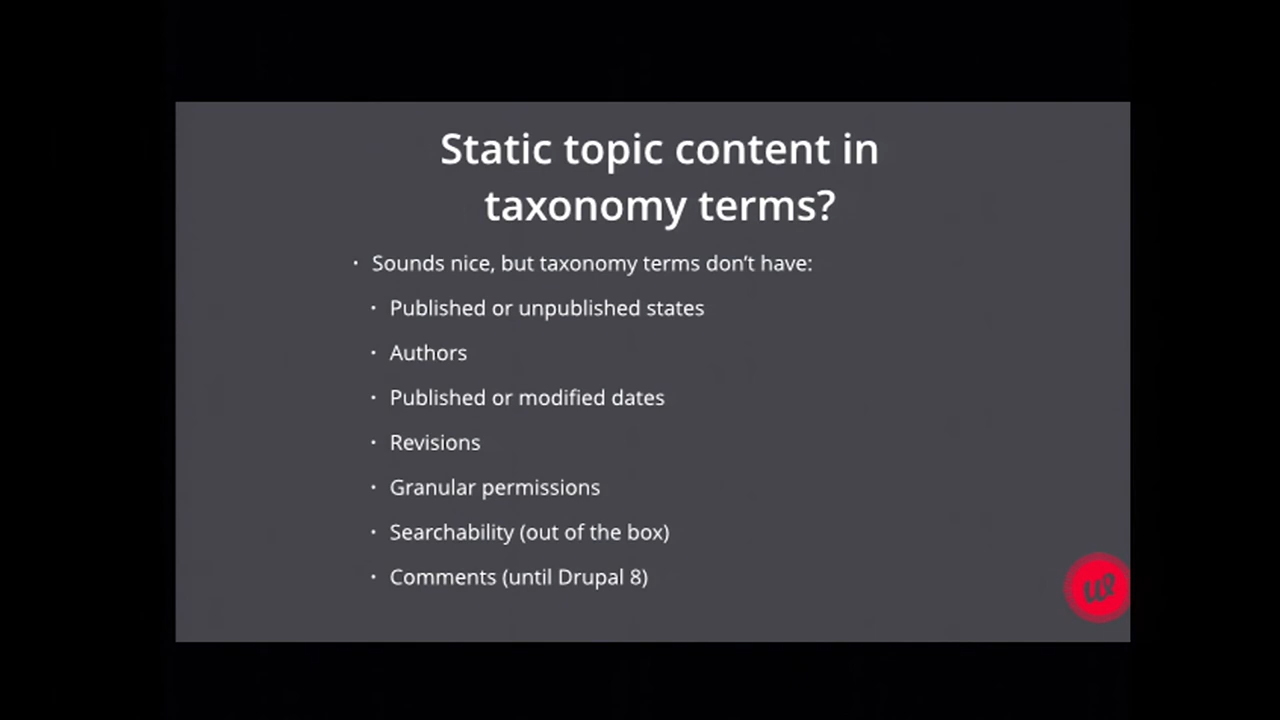 Static topic content in
taxonomy terms?
· Sounds nice, but taxonomy terms don't have:
· Published or unpublished states
· Authors
· Published or modified dates
· Revisions
· Granular permissions
· Searchability (out of the box)
· Comments (until Drupal 8)